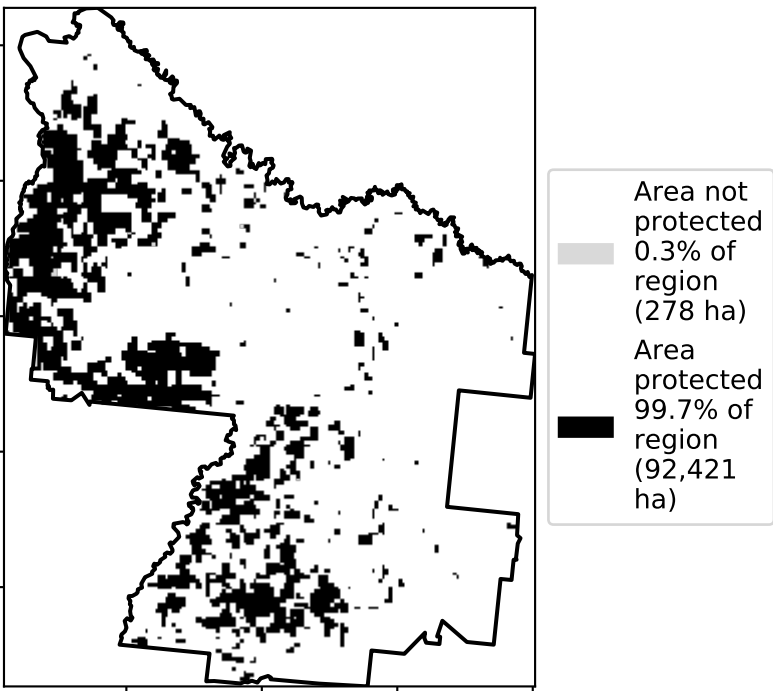 Area not
protected
0.3% of
region
(278 ha)
Area
protected
99.7% of
region
(92,421
ha)